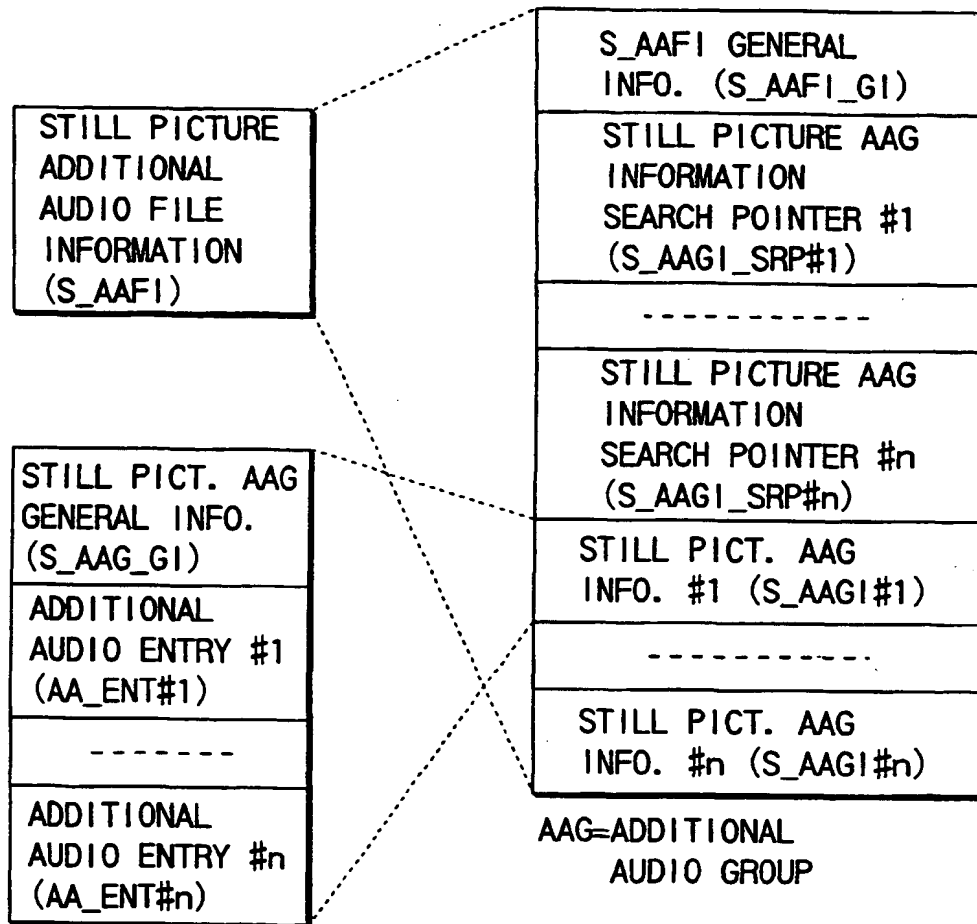 STILL PICTURE
ADDITIONAL
AUDIO FILE
INFORMATION
(S_AAFI)
S_AAFI GENERAL
INFO. (S_AAFI_GI)
STILL PICTURE AAG
INFORMATION
SEARCH POINTER #1
(S_AAGI_SRP#1)
STILL PICTURE AAG
INFORMATION
SEARCH POINTER #n
(S_AAGI_SRP#n)
STILL PICT. AAG
INFO. #1 (S_AAGI#1)
STILL PICT. AAG
INFO. #n (S_AAGI#n)
AAG=ADDITIONAL
AUDIO GROUP
STILL PICT. AAG
GENERAL INFO.
(S_AAG_GI)
ADDITIONAL
AUDIO ENTRY #1
(AA_ENT#1)
ADDITIONAL
AUDIO ENTRY #n
(AA_ENT#n)